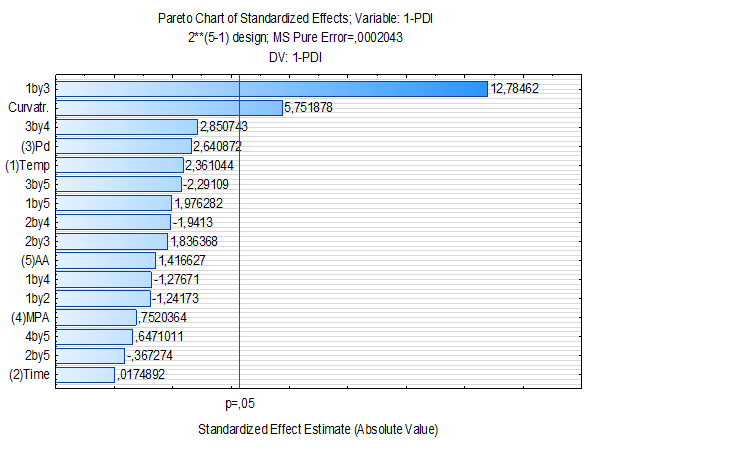 Pareto Chart of Standardized Effects; Variable: 1-PDI
2**(5-1) design; MS Pure Error=,0002043
DV: 1-PDI
1by3 12,78462
Curvatr. 5,751878
3by4 2,850743
(3)Pd 2,640872
(1)Temp 2,361044
3by5 -2,29109
1by5 1,976282
2by4 -1,9413
2by3 1,836368
(5)AA 1,416627
1by4 -1,27671
1by2 -1,24173
(4)MPA ,7520364
4by5 ,6471011
2by5 -,367274
(2)Time ,0174892
p=,05
Standardized Effect Estimate (Absolute Value)